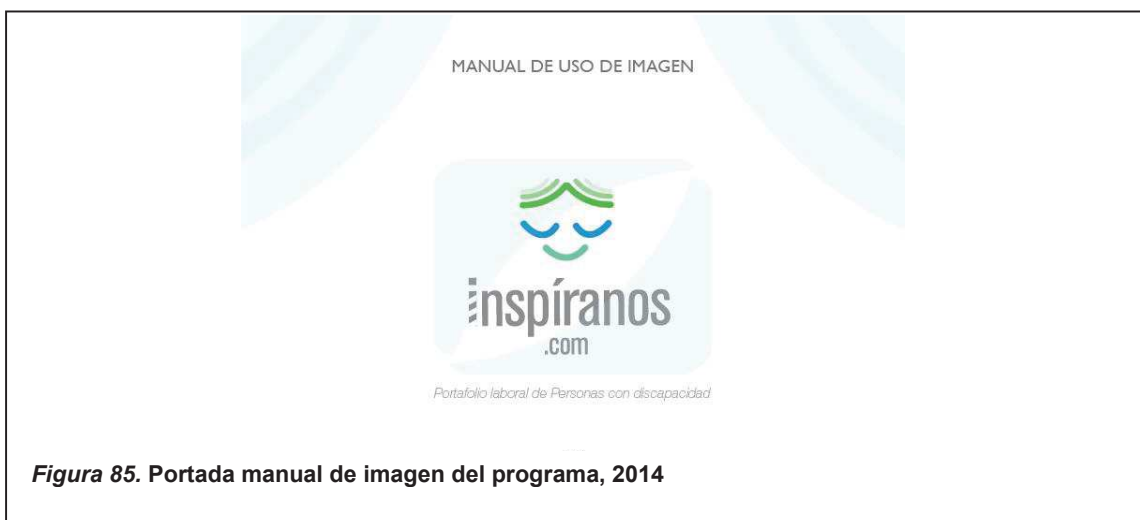 MANUAL DE USO DE IMAGEN
inspíranos
.com
Portafolio laboral de Personas con discapacidad
Figura 85. Portada manual de imagen del programa, 2014